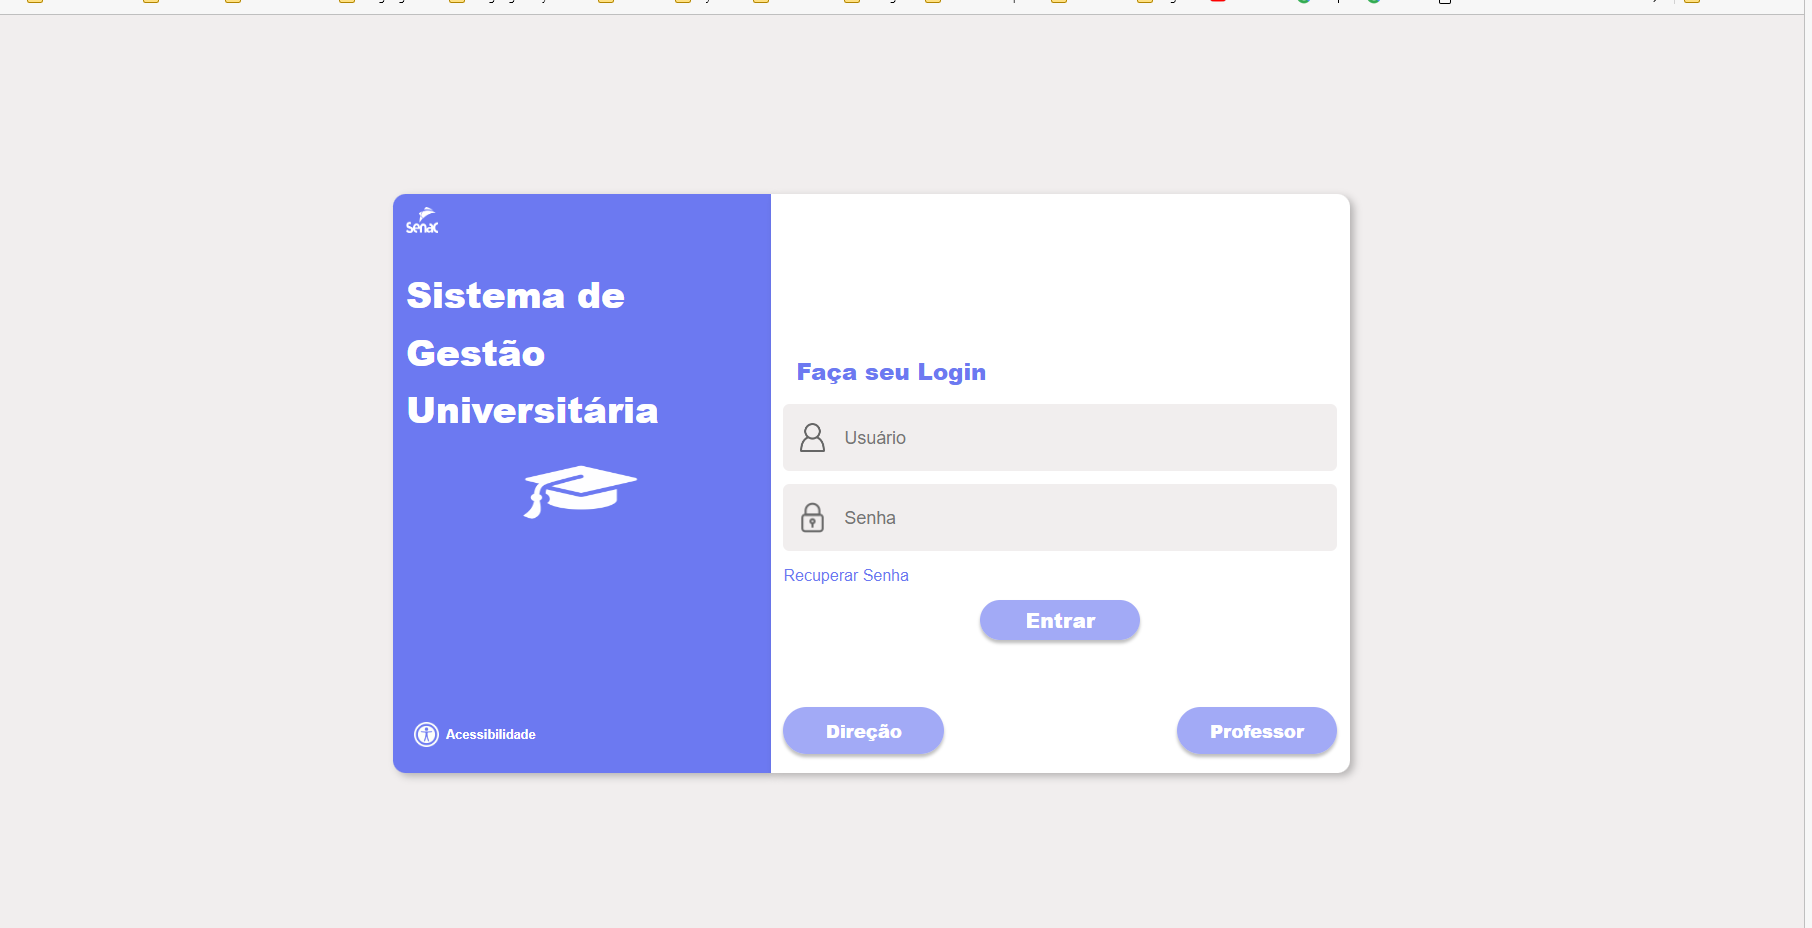 Senac
Sistema de
Gestão
Universitária
Acessibilidade
Faça seu Login
Usuário
Senha
Recuperar Senha
Entrar
Direção
Professor